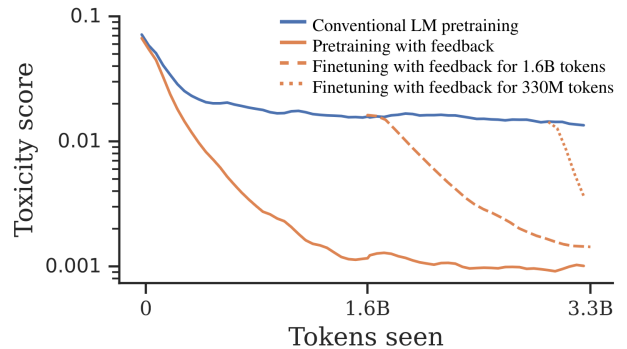 Conventional LM pretraining
Pretraining with feedback
Finetuning with feedback for 1.6B tokens
Finetuning with feedback for 330M tokens
Toxicity score
0.1
0.01
0.001
0
1.6B
3.3B
Tokens seen